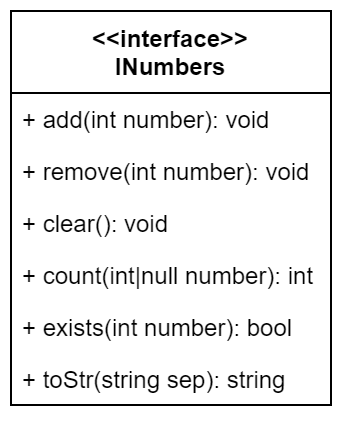 <<interface>>
INumbers
+ add(int number): void
+ remove(int number): void
+ clear(): void
+ count(int|null number): int
+ exists(int number): bool
+ toStr(string sep): string